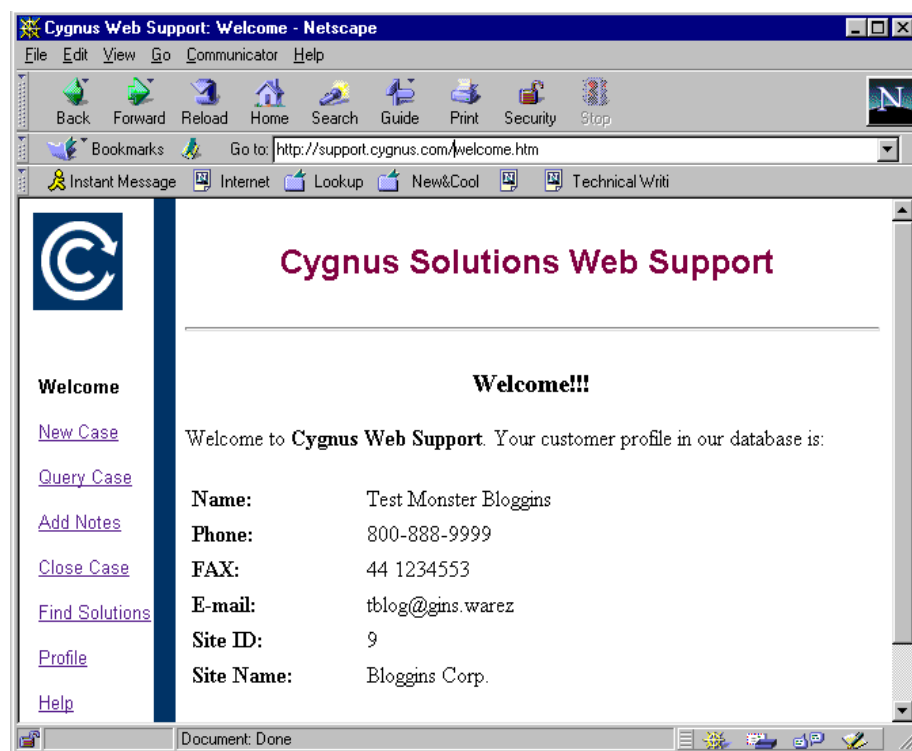 Cygnus Web Support: Welcome - Netscape
File Edit View Go Communicator Help
Back Forward Reload Home Search Guide Print Security Stop
N
Bookmarks Go to: http://support.cygnus.com/welcome.htm
Instant Message Internet Lookup New&Cool Technical Writi
C
Cygnus Solutions Web Support
Welcome
New Case
Query Case
Add Notes
Close Case
Find Solutions
Profile
Help
Welcome!!!
Welcome to Cygnus Web Support. Your customer profile in our database is:
Name: Test Monster Bloggins
Phone: 800-888-9999
FAX: 44 1234553
E-mail: tblog@gins.warez
Site ID: 9
Site Name: Bloggins Corp.
Document: Done